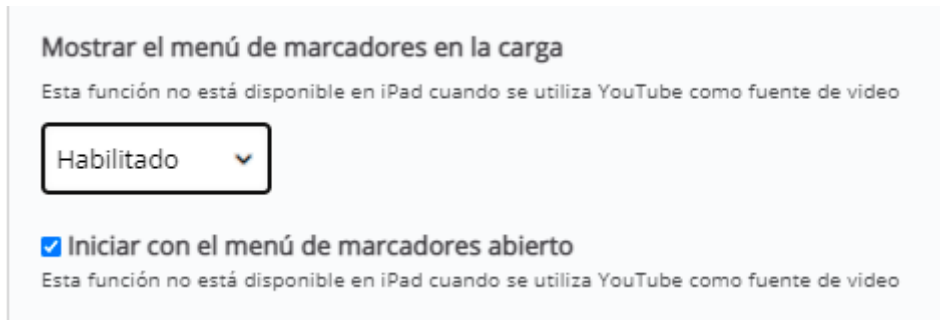 Mostrar el menú de marcadores en la carga
Esta función no está disponible en iPad cuando se utiliza YouTube como fuente de video
Habilitado
Iniciar con el menú de marcadores abierto
Esta función no está disponible en iPad cuando se utiliza YouTube como fuente de video